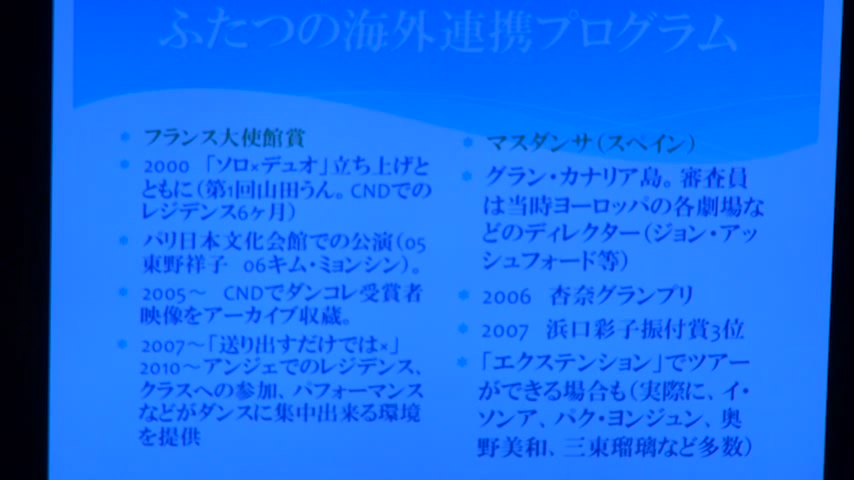 ふたつの海外連携プログラム
フランス大使館賞
2000 「ソロ×デュオ」立ち上げと
ともに(第1回山田うん。CNDでの
レジデンス6ヶ月)
パリ日本文化会館での公演(05
東野祥子 06キム・ミョンシン)。
2005～ CNDでダンコレ受賞者
映像をアーカイブ収蔵。
2007～「送り出すだけでは×」
2010～アンジェでのレジデンス、
クラスへの参加、パフォーマンス
などがダンスに集中出来る環境
を提供
マスダンサ(スペイン)
グラン・カナリア島。審査員
は当時ヨーロッパの各劇場な
どのディレクター(ジョン・アッ
シュフォード等)
2006 杏奈グランプリ
2007 浜口彩子振付賞3位
「エクステンション」でツアー
ができる場合も(実際に、イ・
ソンア、パク・ヨンジュン、奥
野美和、三東瑠璃など多数)